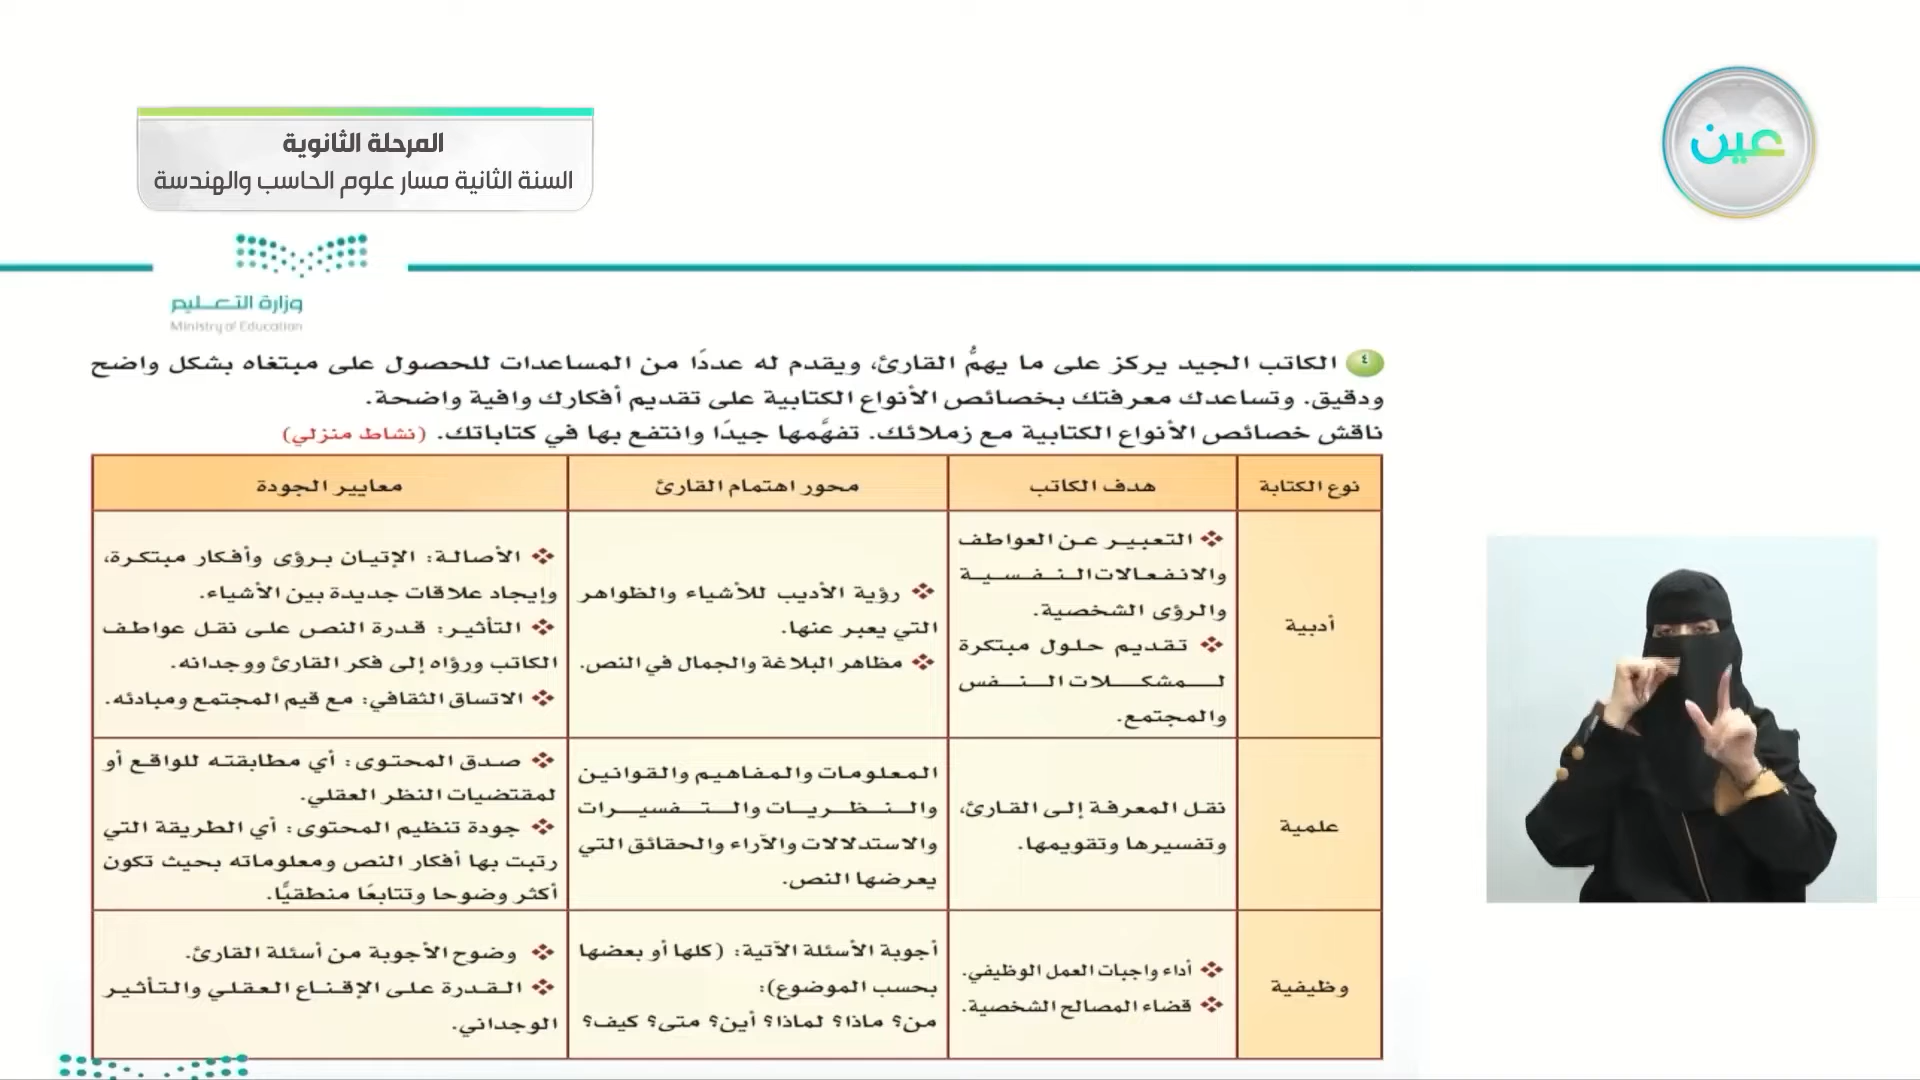 المرحلة الثانوية
السنة الثانية مسار علوم الحاسب والهندسة
عين
وزارة التعليم
Ministry of Education
٤ الكاتب الجيد يركز على ما يهمُّ القارئ، ويقدم له عددًا من المساعدات للحصول على مبتغاه بشكل واضح
ودقيق. وتساعدك معرفتك بخصائص الأنواع الكتابية على تقديم أفكارك وافية واضحة.
ناقش خصائص الأنواع الكتابية مع زملائك. تفهَّمها جيدًا وانتفع بها في كتاباتك. (نشاط منزلي)
نوع الكتابة
هدف الكاتب
محور اهتمام القارئ
معايير الجودة
أدبية
التعبير عن العواطف
والانفعالات النفسية
والرؤى الشخصية.
تقديم حلول مبتكرة
لمشكلات النفس
والمجتمع.
رؤية الأديب للأشياء والظواهر
التي يعبر عنها.
مظاهر البلاغة والجمال في النص.
الأصالة: الإتيان برؤى وأفكار مبتكرة،
وإيجاد علاقات جديدة بين الأشياء.
التأثير: قدرة النص على نقل عواطف
الكاتب ورؤاه إلى فكر القارئ ووجدانه.
الاتساق الثقافي: مع قيم المجتمع ومبادئه.
علمية
نقل المعرفة إلى القارئ،
وتفسيرها وتقويمها.
المعلومات والمفاهيم والقوانين
والنظريات والتفسيرات
والاستدلالات والآراء والحقائق التي
يعرضها النص.
صدق المحتوى: أي مطابقته للواقع أو
لمقتضيات النظر العقلي.
جودة تنظيم المحتوى: أي الطريقة التي
رتبت بها أفكار النص ومعلوماته بحيث تكون
أكثر وضوحا وتتابعًا منطقيًّا.
وظيفية
أداء واجبات العمل الوظيفي.
قضاء المصالح الشخصية.
أجوبة الأسئلة الآتية: (كلها أو بعضها
بحسب الموضوع):
من؟ ماذا؟ لماذا؟ أين؟ متى؟ كيف؟
وضوح الأجوبة من أسئلة القارئ.
القدرة على الإقناع العقلي والتأثير
الوجداني.